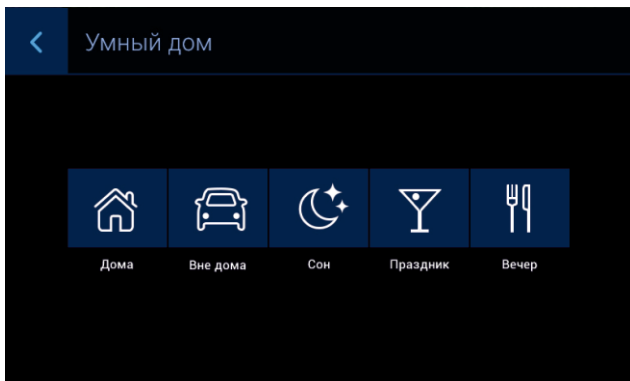 Умный дом
Дома
Вне дома
Сон
Праздник
Вечер